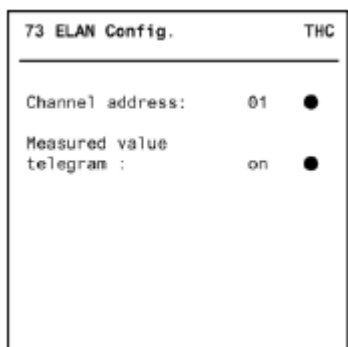 73 ELAN Config. THC
Channel address: 01 ●
Measured value
telegram : on ●